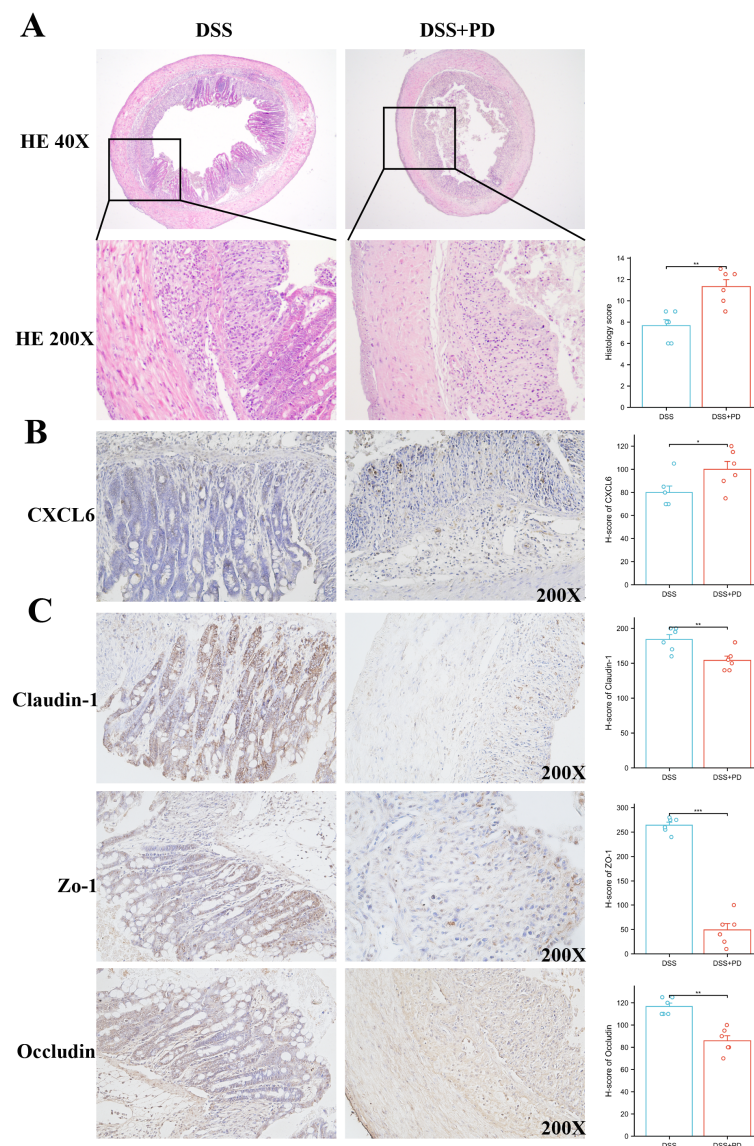 A
DSS
DSS+PD
HE 40X
HE 200X
Histology score
14
12
10
8
6
4
2
0
**
DSS
DSS+PD
B
CXCL6
200X
H-score of CXCL6
120
100
80
60
40
20
0
*
DSS
DSS+PD
C
Claudin-1
200X
H-score of Claudin-1
200
150
100
50
0
**
DSS
DSS+PD
Zo-1
200X
H-score of ZO-1
300
250
200
150
100
50
0
***
DSS
DSS+PD
Occludin
200X
H-score of Occludin
120
100
80
60
40
20
0
**
DSS
DSS+PD